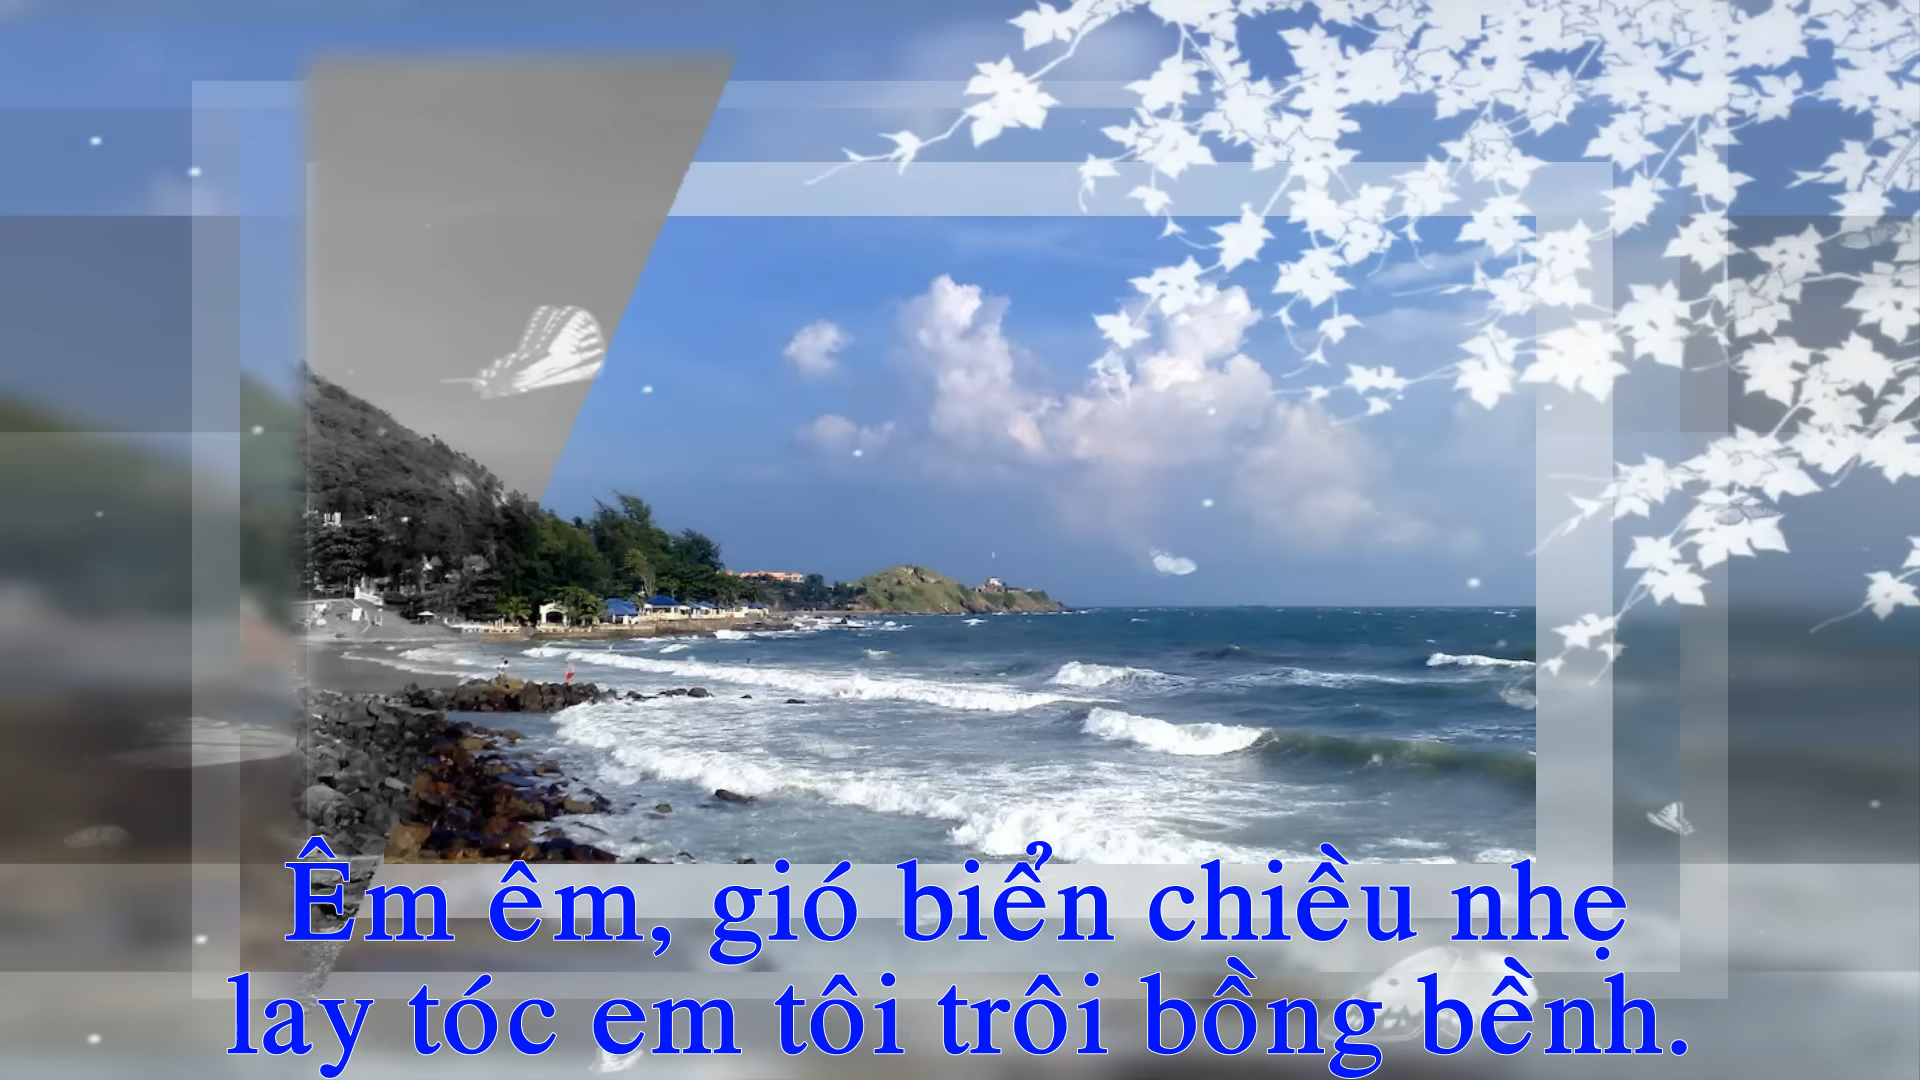 Êm êm, gió biển chiều nhẹ
lay tóc em tôi trôi bồng bềnh.